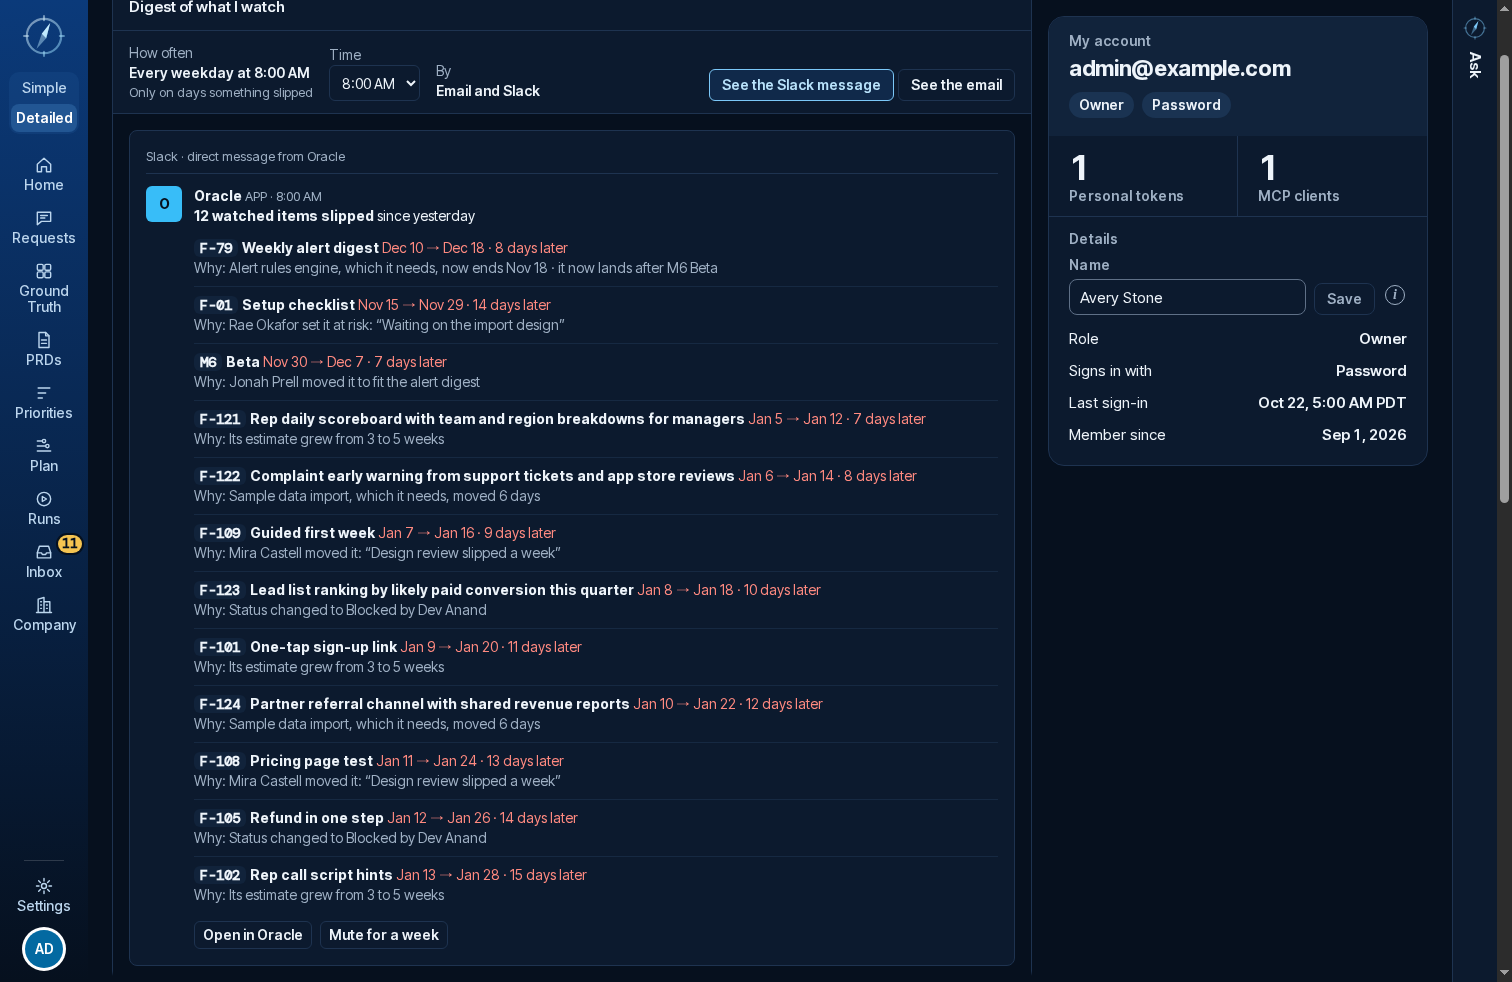 Simple
Detailed
Home
Requests
Ground
Truth
PRDs
Priorities
Plan
Runs
11
Inbox
Company
Settings
AD
Digest of what I watch
How often
Every weekday at 8:00 AM
Only on days something slipped
Time
8:00 AM
By
Email and Slack
See the Slack message
See the email
Slack · direct message from Oracle
O
Oracle APP · 8:00 AM
12 watched items slipped since yesterday
F-79 Weekly alert digest Dec 10 → Dec 18 · 8 days later
Why: Alert rules engine, which it needs, now ends Nov 18 · it now lands after M6 Beta
F-01 Setup checklist Nov 15 → Nov 29 · 14 days later
Why: Rae Okafor set it at risk: “Waiting on the import design”
M6 Beta Nov 30 → Dec 7 · 7 days later
Why: Jonah Prell moved it to fit the alert digest
F-121 Rep daily scoreboard with team and region breakdowns for managers Jan 5 → Jan 12 · 7 days later
Why: Its estimate grew from 3 to 5 weeks
F-122 Complaint early warning from support tickets and app store reviews Jan 6 → Jan 14 · 8 days later
Why: Sample data import, which it needs, moved 6 days
F-109 Guided first week Jan 7 → Jan 16 · 9 days later
Why: Mira Castell moved it: “Design review slipped a week”
F-123 Lead list ranking by likely paid conversion this quarter Jan 8 → Jan 18 · 10 days later
Why: Status changed to Blocked by Dev Anand
F-101 One-tap sign-up link Jan 9 → Jan 20 · 11 days later
Why: Its estimate grew from 3 to 5 weeks
F-124 Partner referral channel with shared revenue reports Jan 10 → Jan 22 · 12 days later
Why: Sample data import, which it needs, moved 6 days
F-108 Pricing page test Jan 11 → Jan 24 · 13 days later
Why: Mira Castell moved it: “Design review slipped a week”
F-105 Refund in one step Jan 12 → Jan 26 · 14 days later
Why: Status changed to Blocked by Dev Anand
F-102 Rep call script hints Jan 13 → Jan 28 · 15 days later
Why: Its estimate grew from 3 to 5 weeks
Open in Oracle
Mute for a week
My account
admin@example.com
Owner
Password
1
Personal tokens
1
MCP clients
Details
Name
Avery Stone
Save
i
Role
Owner
Signs in with
Password
Last sign-in
Oct 22, 5:00 AM PDT
Member since
Sep 1, 2026
Ask